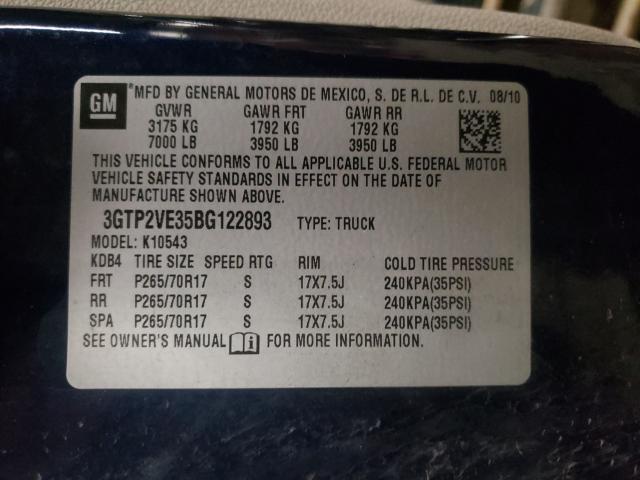 GM
®MFD BY GENERAL MOTORS DE MEXICO, S. DE R.L. DE C.V. 08/10
GVWR GAWR FRT GAWR RR
3175 KG 1792 KG 1792 KG
7000 LB 3950 LB 3950 LB
THIS VEHICLE CONFORMS TO ALL APPLICABLE U.S. FEDERAL MOTOR
VEHICLE SAFETY STANDARDS IN EFFECT ON THE DATE OF
MANUFACTURE SHOWN ABOVE.
3GTP2VE35BG122893 TYPE: TRUCK
MODEL: K10543
KDB4 TIRE SIZE SPEED RTG RIM COLD TIRE PRESSURE
FRT P265/70R17 S 17X7.5J 240KPA(35PSI)
RR P265/70R17 S 17X7.5J 240KPA(35PSI)
SPA P265/70R17 S 17X7.5J 240KPA(35PSI)
SEE OWNER'S MANUAL FOR MORE INFORMATION.